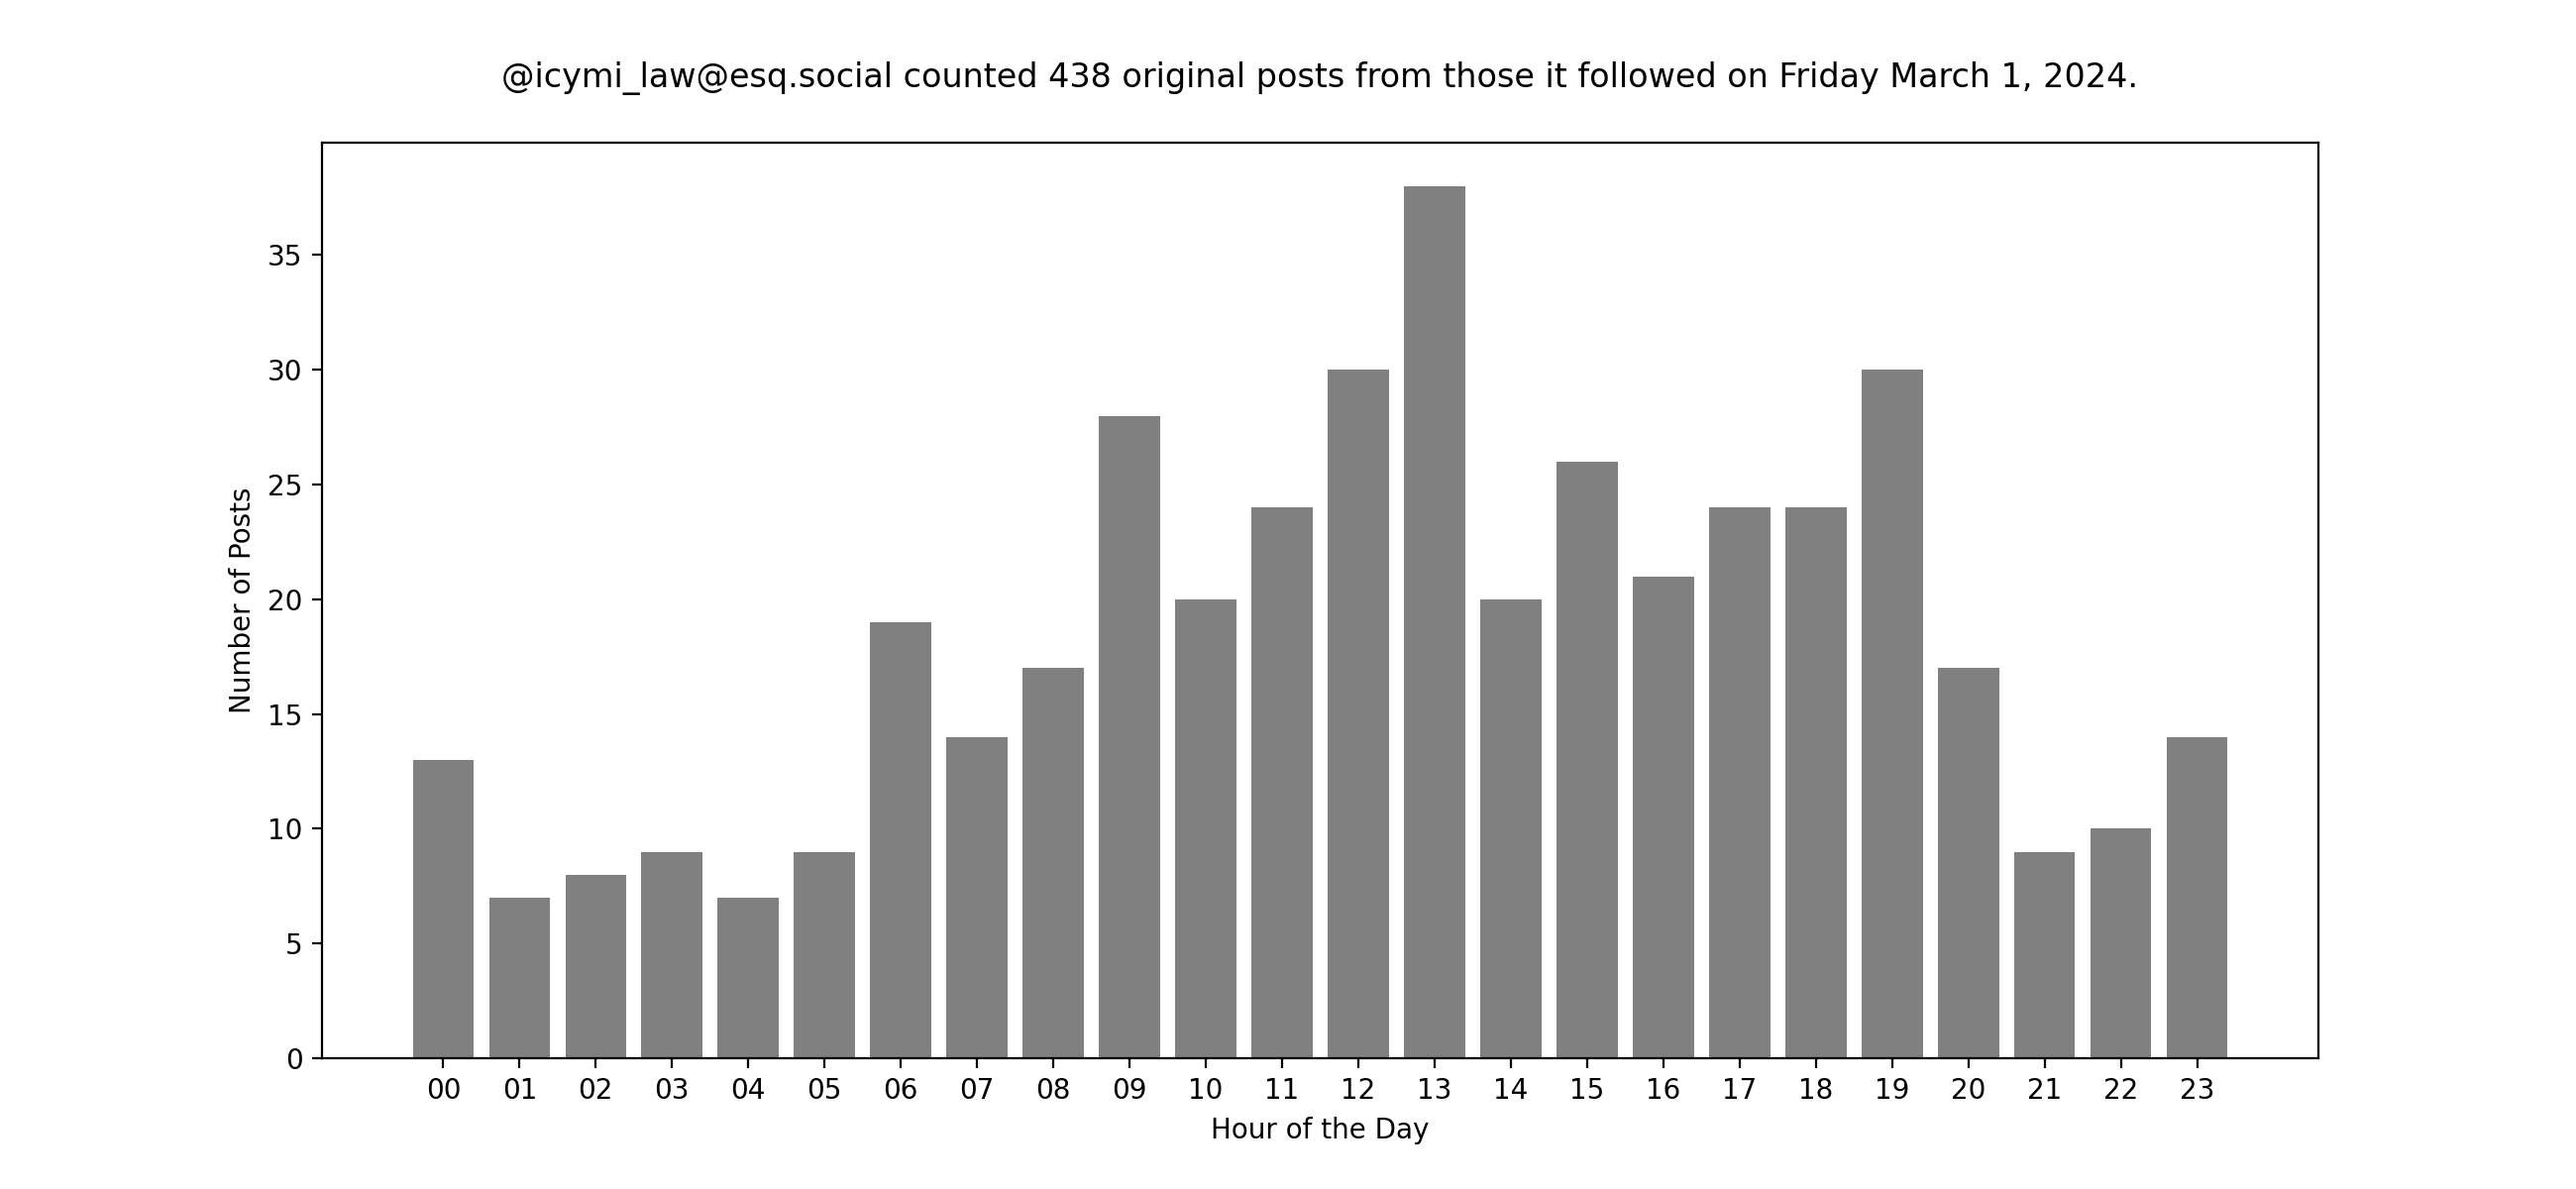 @icymi_law@esq.social counted 438 original posts from those it followed on Friday March 1, 2024.
35
30
25
20
15
10
5
0
Number of Posts
00 01 02 03 04 05 06 07 08 09 10 11 12 13 14 15 16 17 18 19 20 21 22 23
Hour of the Day